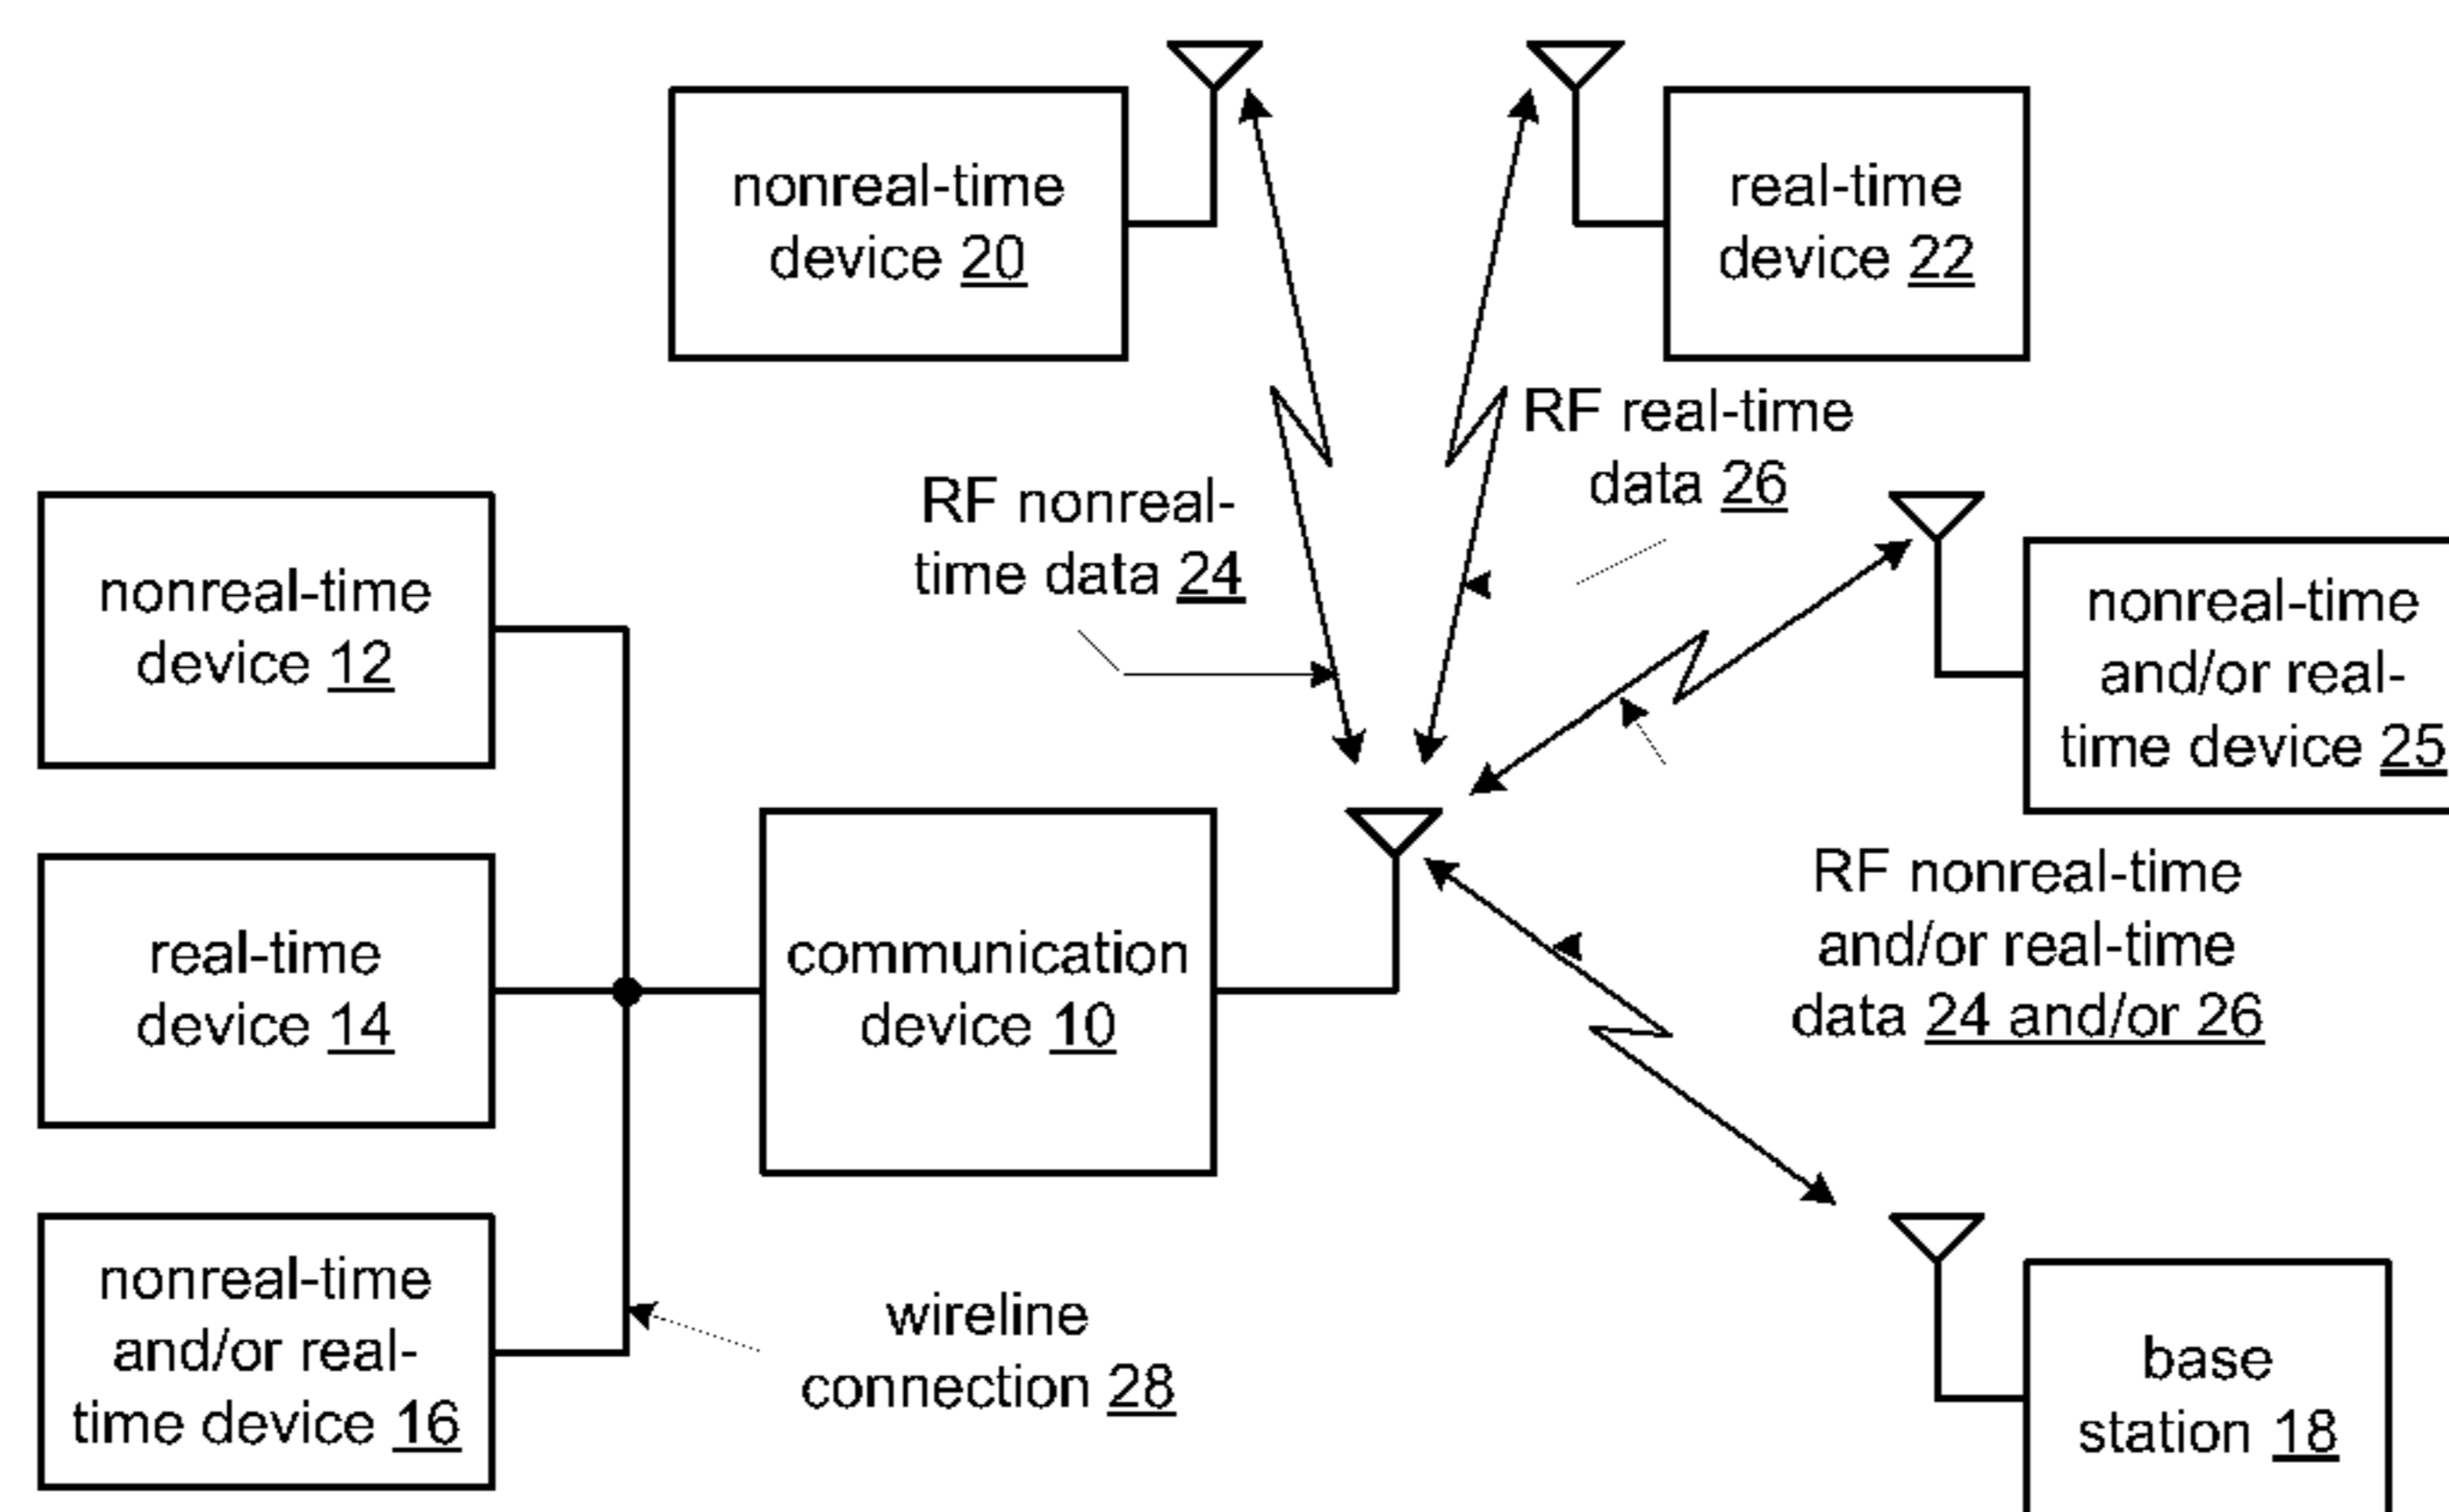 nonreal-time
device 20
real-time
device 22
RF real-time
data 26
RF nonreal-
time data 24
nonreal-time
device 12
nonreal-time
and/or real-
time device 25
real-time
device 14
communication
device 10
RF nonreal-time
and/or real-time
data 24 and/or 26
nonreal-time
and/or real-
time device 16
wireline
connection 28
base
station 18